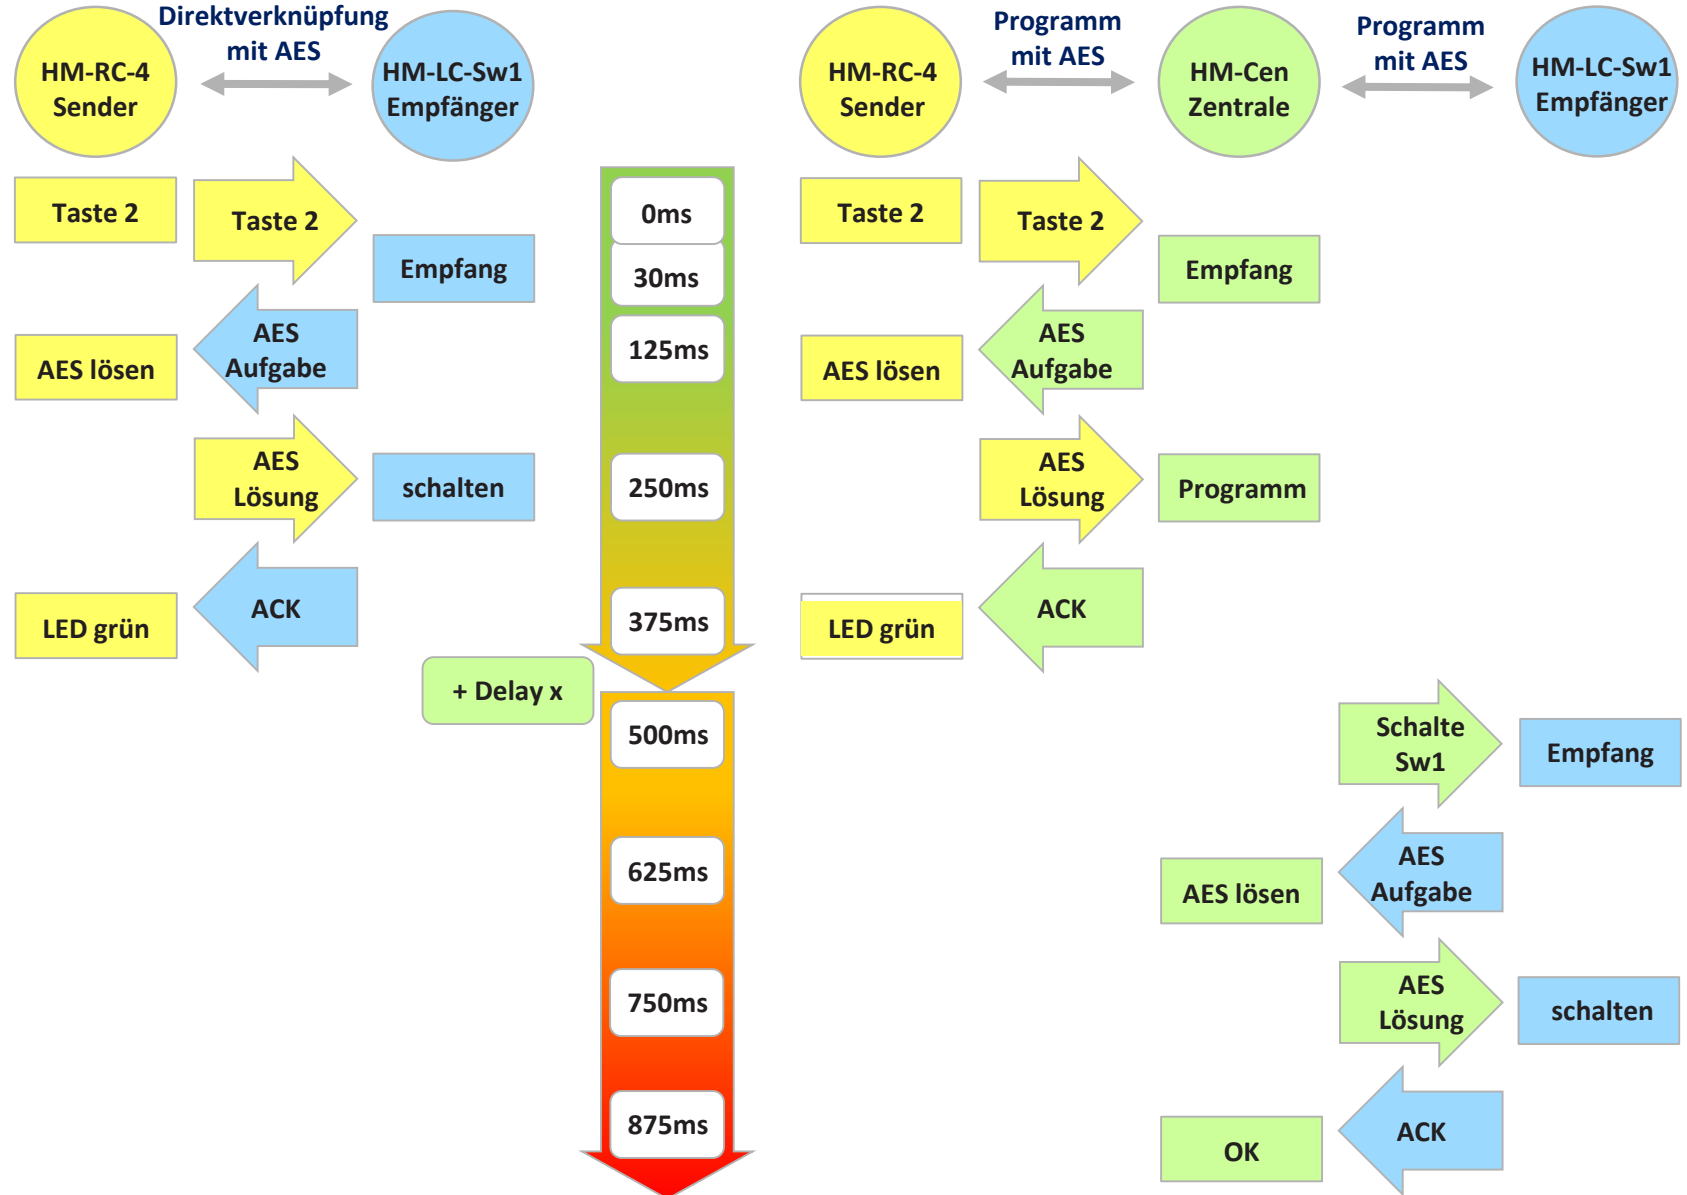 Direktverknüpfung
mit AES
HM-RC-4
Sender
HM-LC-Sw1
Empfänger
Programm
mit AES
Programm
mit AES
HM-RC-4
Sender
HM-Cen
Zentrale
HM-LC-Sw1
Empfänger
Taste 2
Taste 2
Empfang
AES
Aufgabe
AES lösen
AES
Lösung
schalten
ACK
LED grün
+ Delay x
0ms
30ms
125ms
250ms
375ms
500ms
625ms
750ms
875ms
Taste 2
Taste 2
Empfang
AES
Aufgabe
AES lösen
AES
Lösung
Programm
ACK
LED grün
Schalte
Sw1
Empfang
AES
Aufgabe
AES lösen
AES
Lösung
schalten
ACK
OK